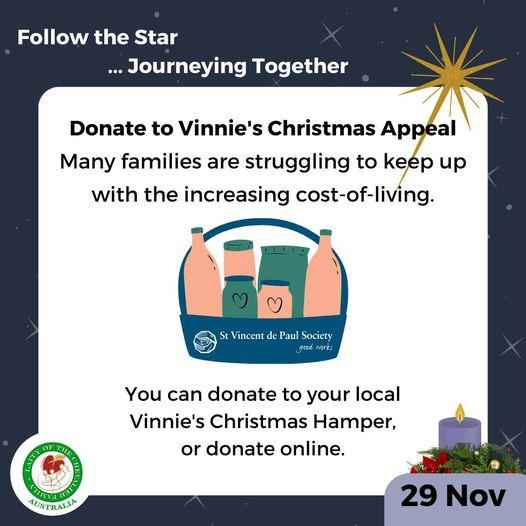 Follow the Star
... Journeying Together
Donate to Vinnie's Christmas Appeal
Many families are struggling to keep up
with the increasing cost-of-living.
St Vincent de Paul Society
good works
You can donate to your local
Vinnie's Christmas Hamper,
or donate online.
LAITY OF THE CHEVALIER FAMILY
AUSTRALIA
29 Nov